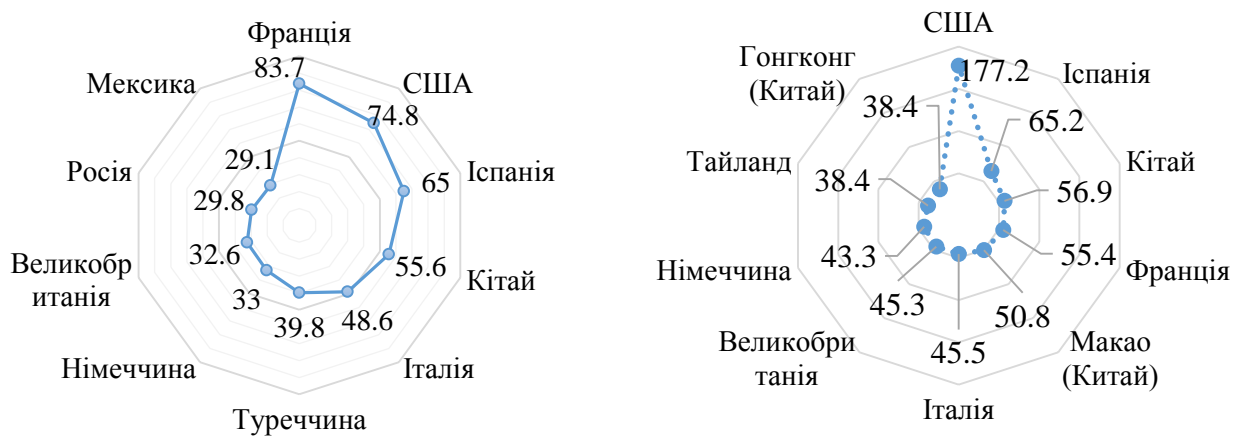 Франція
83.7
США
74.8
Іспанія
65
Кітай
55.6
Італія
48.6
Туреччина
39.8
Німеччина
33
Великобр
итанія
32.6
Росія
29.8
Мексика
29.1
США
177.2
Іспанія
65.2
Кітай
56.9
Франція
55.4
Макао
(Китай)
50.8
Італія
45.5
Великобри
танія
45.3
Німеччина
43.3
Тайланд
38.4
Гонгконг
(Китай)
38.4